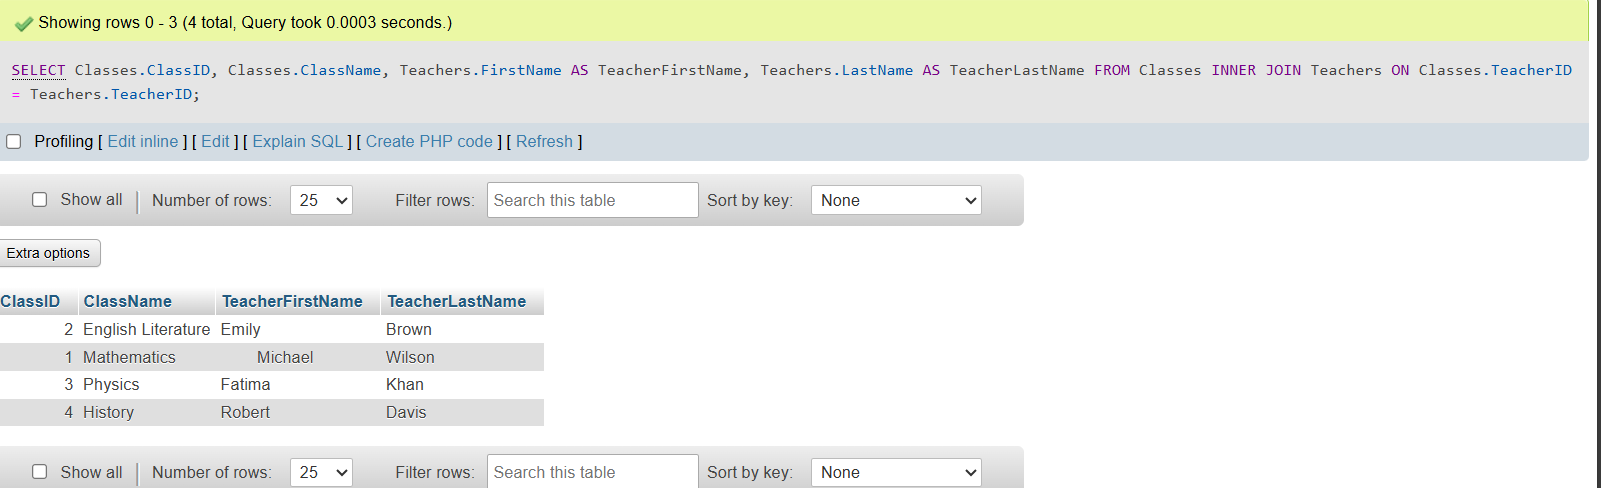 Showing rows 0 - 3 (4 total, Query took 0.0003 seconds.)
SELECT Classes.ClassID, Classes.ClassName, Teachers.FirstName AS TeacherFirstName, Teachers.LastName AS TeacherLastName FROM Classes INNER JOIN Teachers ON Classes.TeacherID
= Teachers.TeacherID;
Profiling [ Edit inline ] [ Edit ] [ Explain SQL ] [ Create PHP code ] [ Refresh ]
Show all Number of rows: 25 Filter rows: Search this table Sort by key: None
Extra options
ClassID ClassName TeacherFirstName TeacherLastName
2 English Literature Emily Brown
1 Mathematics Michael Wilson
3 Physics Fatima Khan
4 History Robert Davis
Show all Number of rows: 25 Filter rows: Search this table Sort by key: None